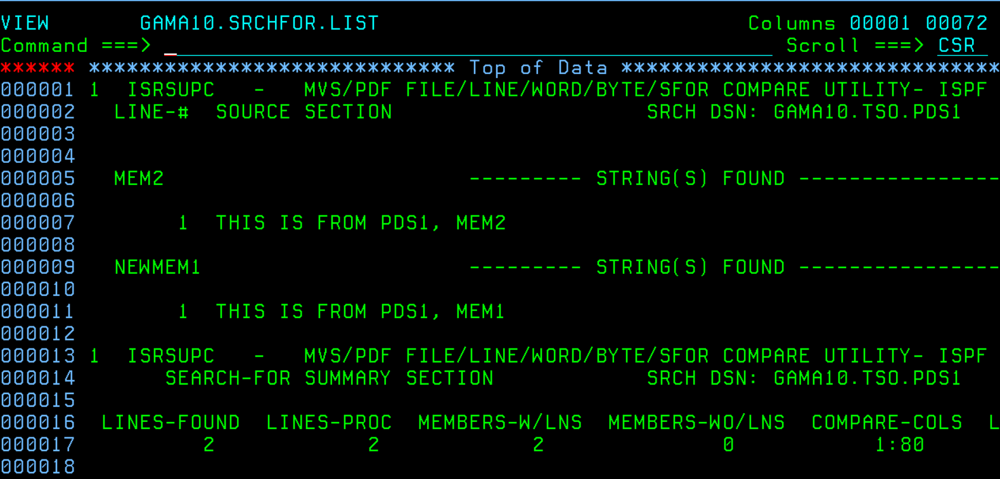 VIEW       GAMA10.SRCHFOR.LIST                             Columns 00001 00072
Command ===> _                                                Scroll ===> CSR
****** ***************************** Top of Data ******************************
000001 1  ISRSUPC   -   MVS/PDF FILE/LINE/WORD/BYTE/SFOR COMPARE UTILITY- ISPF
000002   LINE-#  SOURCE SECTION                    SRCH DSN: GAMA10.TSO.PDS1
000003
000004
000005   MEM2                        --------- STRING(S) FOUND ----------------
000006
000007        1  THIS IS FROM PDS1, MEM2
000008
000009   NEWMEM1                     --------- STRING(S) FOUND ----------------
000010
000011        1  THIS IS FROM PDS1, MEM1
000012
000013 1  ISRSUPC   -   MVS/PDF FILE/LINE/WORD/BYTE/SFOR COMPARE UTILITY- ISPF
000014       SEARCH-FOR SUMMARY SECTION            SRCH DSN: GAMA10.TSO.PDS1
000015
000016  LINES-FOUND  LINES-PROC  MEMBERS-W/LNS  MEMBERS-WO/LNS  COMPARE-COLS  L
000017          2            2            2              0           1:80
000018